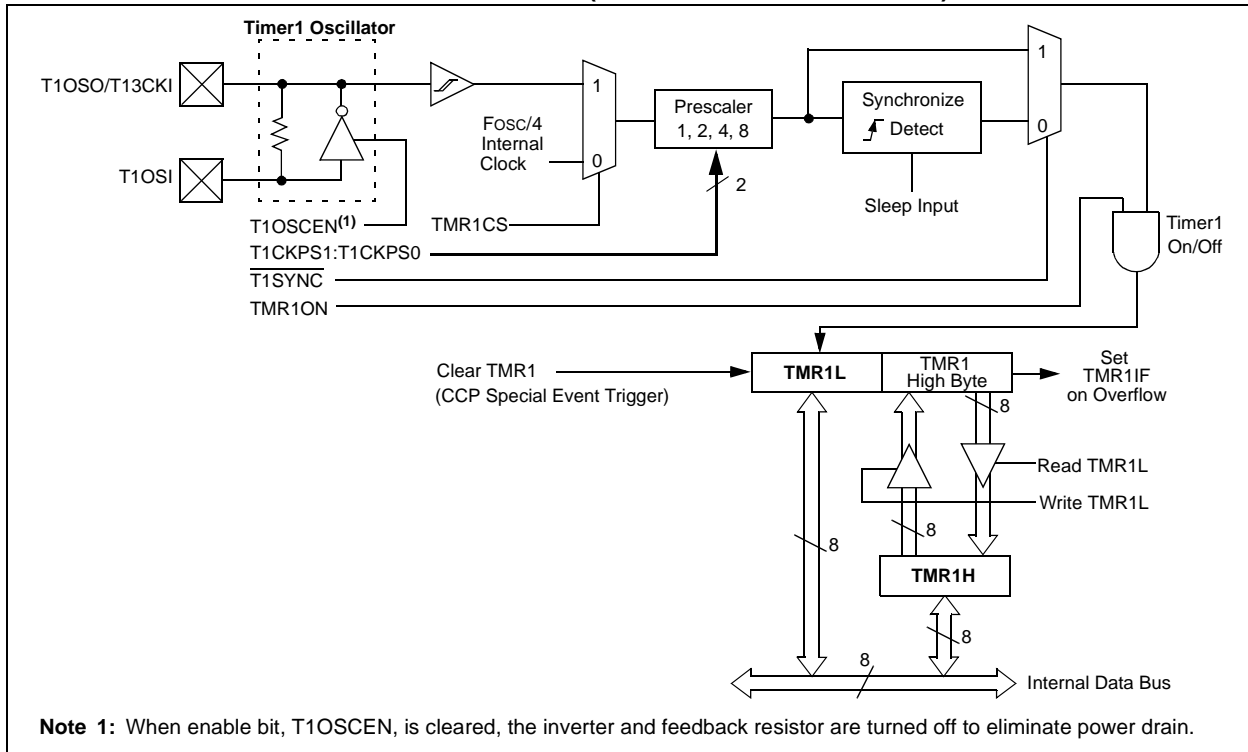 Timer1 Oscillator
T1OSO/T13CKI
T1OSI
FOSC/4
Internal
Clock
1
0
Prescaler
1, 2, 4, 8
2
Synchronize
Detect
Sleep Input
1
0
T1OSCEN(1)
TMR1CS
T1CKPS1:T1CKPS0
T1SYNC
TMR1ON
Timer1
On/Off
Clear TMR1
(CCP Special Event Trigger)
TMR1L
TMR1
High Byte
Set
TMR1IF
on Overflow
8
Read TMR1L
Write TMR1L
8
8
TMR1H
8
8
Internal Data Bus
Note 1: When enable bit, T1OSCEN, is cleared, the inverter and feedback resistor are turned off to eliminate power drain.